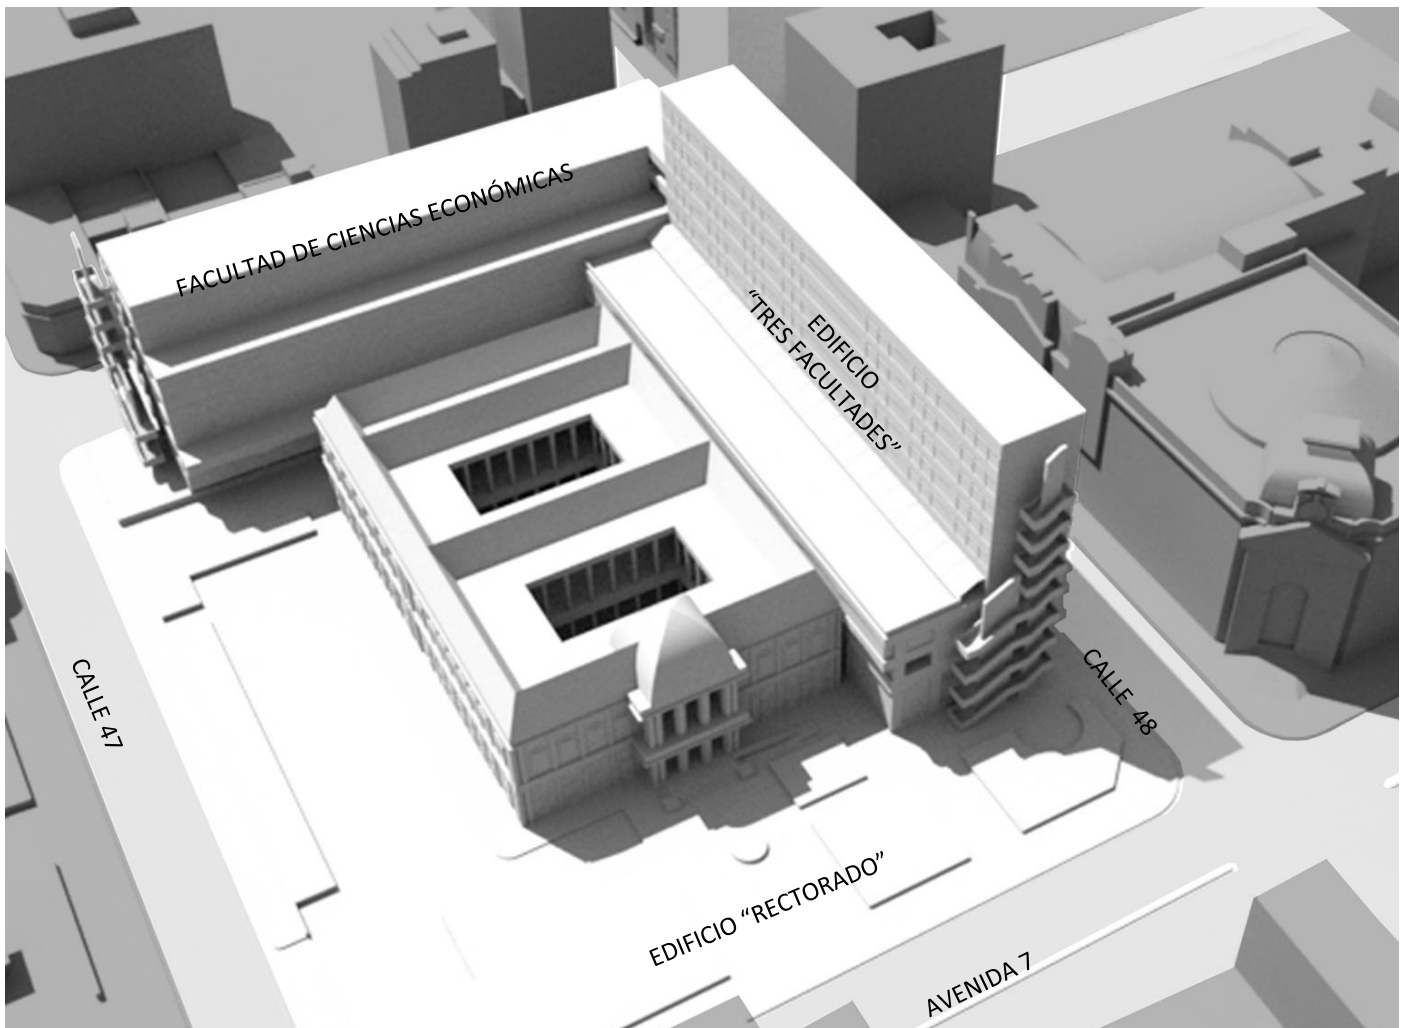 FACULTAD DE CIENCIAS ECONÓMICAS
EDIFICIO
“TRES FACULTADES”
CALLE 47
CALLE 48
EDIFICIO “RECTORADO”
AVENIDA 7